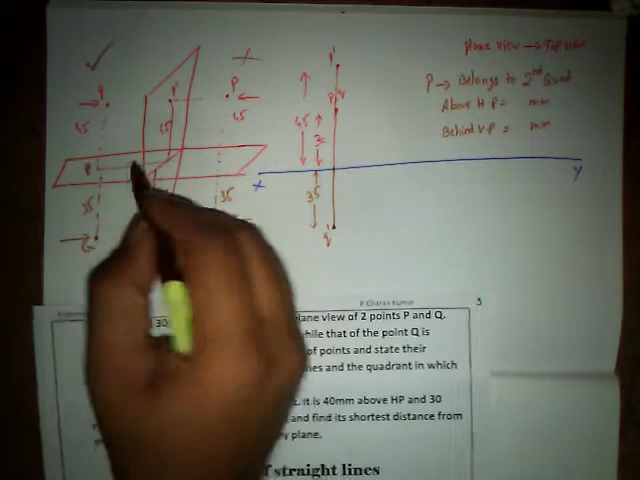 Plane view → Top view
P → Belongs to 2nd Quad
Above H P = mm
Behind V.P = mm
P
P
P'
45
45
45
45
P
35
35
35
Q
q'
X
Y
P Charan Kumar
3
30
lane view of 2 points P and Q.
hile that of the point Q is
of points and state their
nes and the quadrant in which
it is 40mm above HP and 30
and find its shortest distance from
plane.
f straight lines